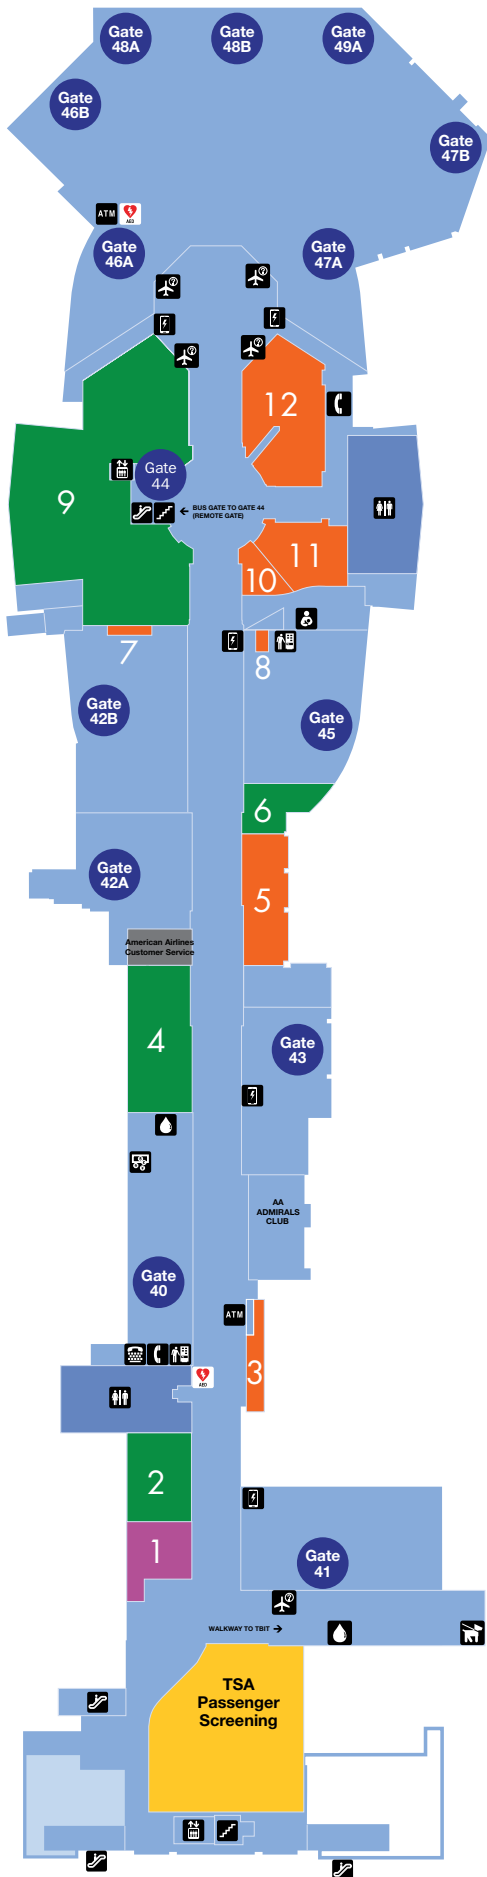 Gate
48A
Gate
48B
Gate
49A
Gate
46B
Gate
47B
ATM
AED
Gate
46A
Gate
47A
12
9
Gate
44
BUS GATE TO GATE 44
(REMOTE GATE)
11
10
7
8
Gate
42B
Gate
45
6
Gate
42A
5
American Airlines
Customer Service
4
Gate
43
AA
ADMIRALS
CLUB
Gate
40
ATM
3
AED
2
1
Gate
41
WALKWAY TO TBIT
TSA
Passenger
Screening